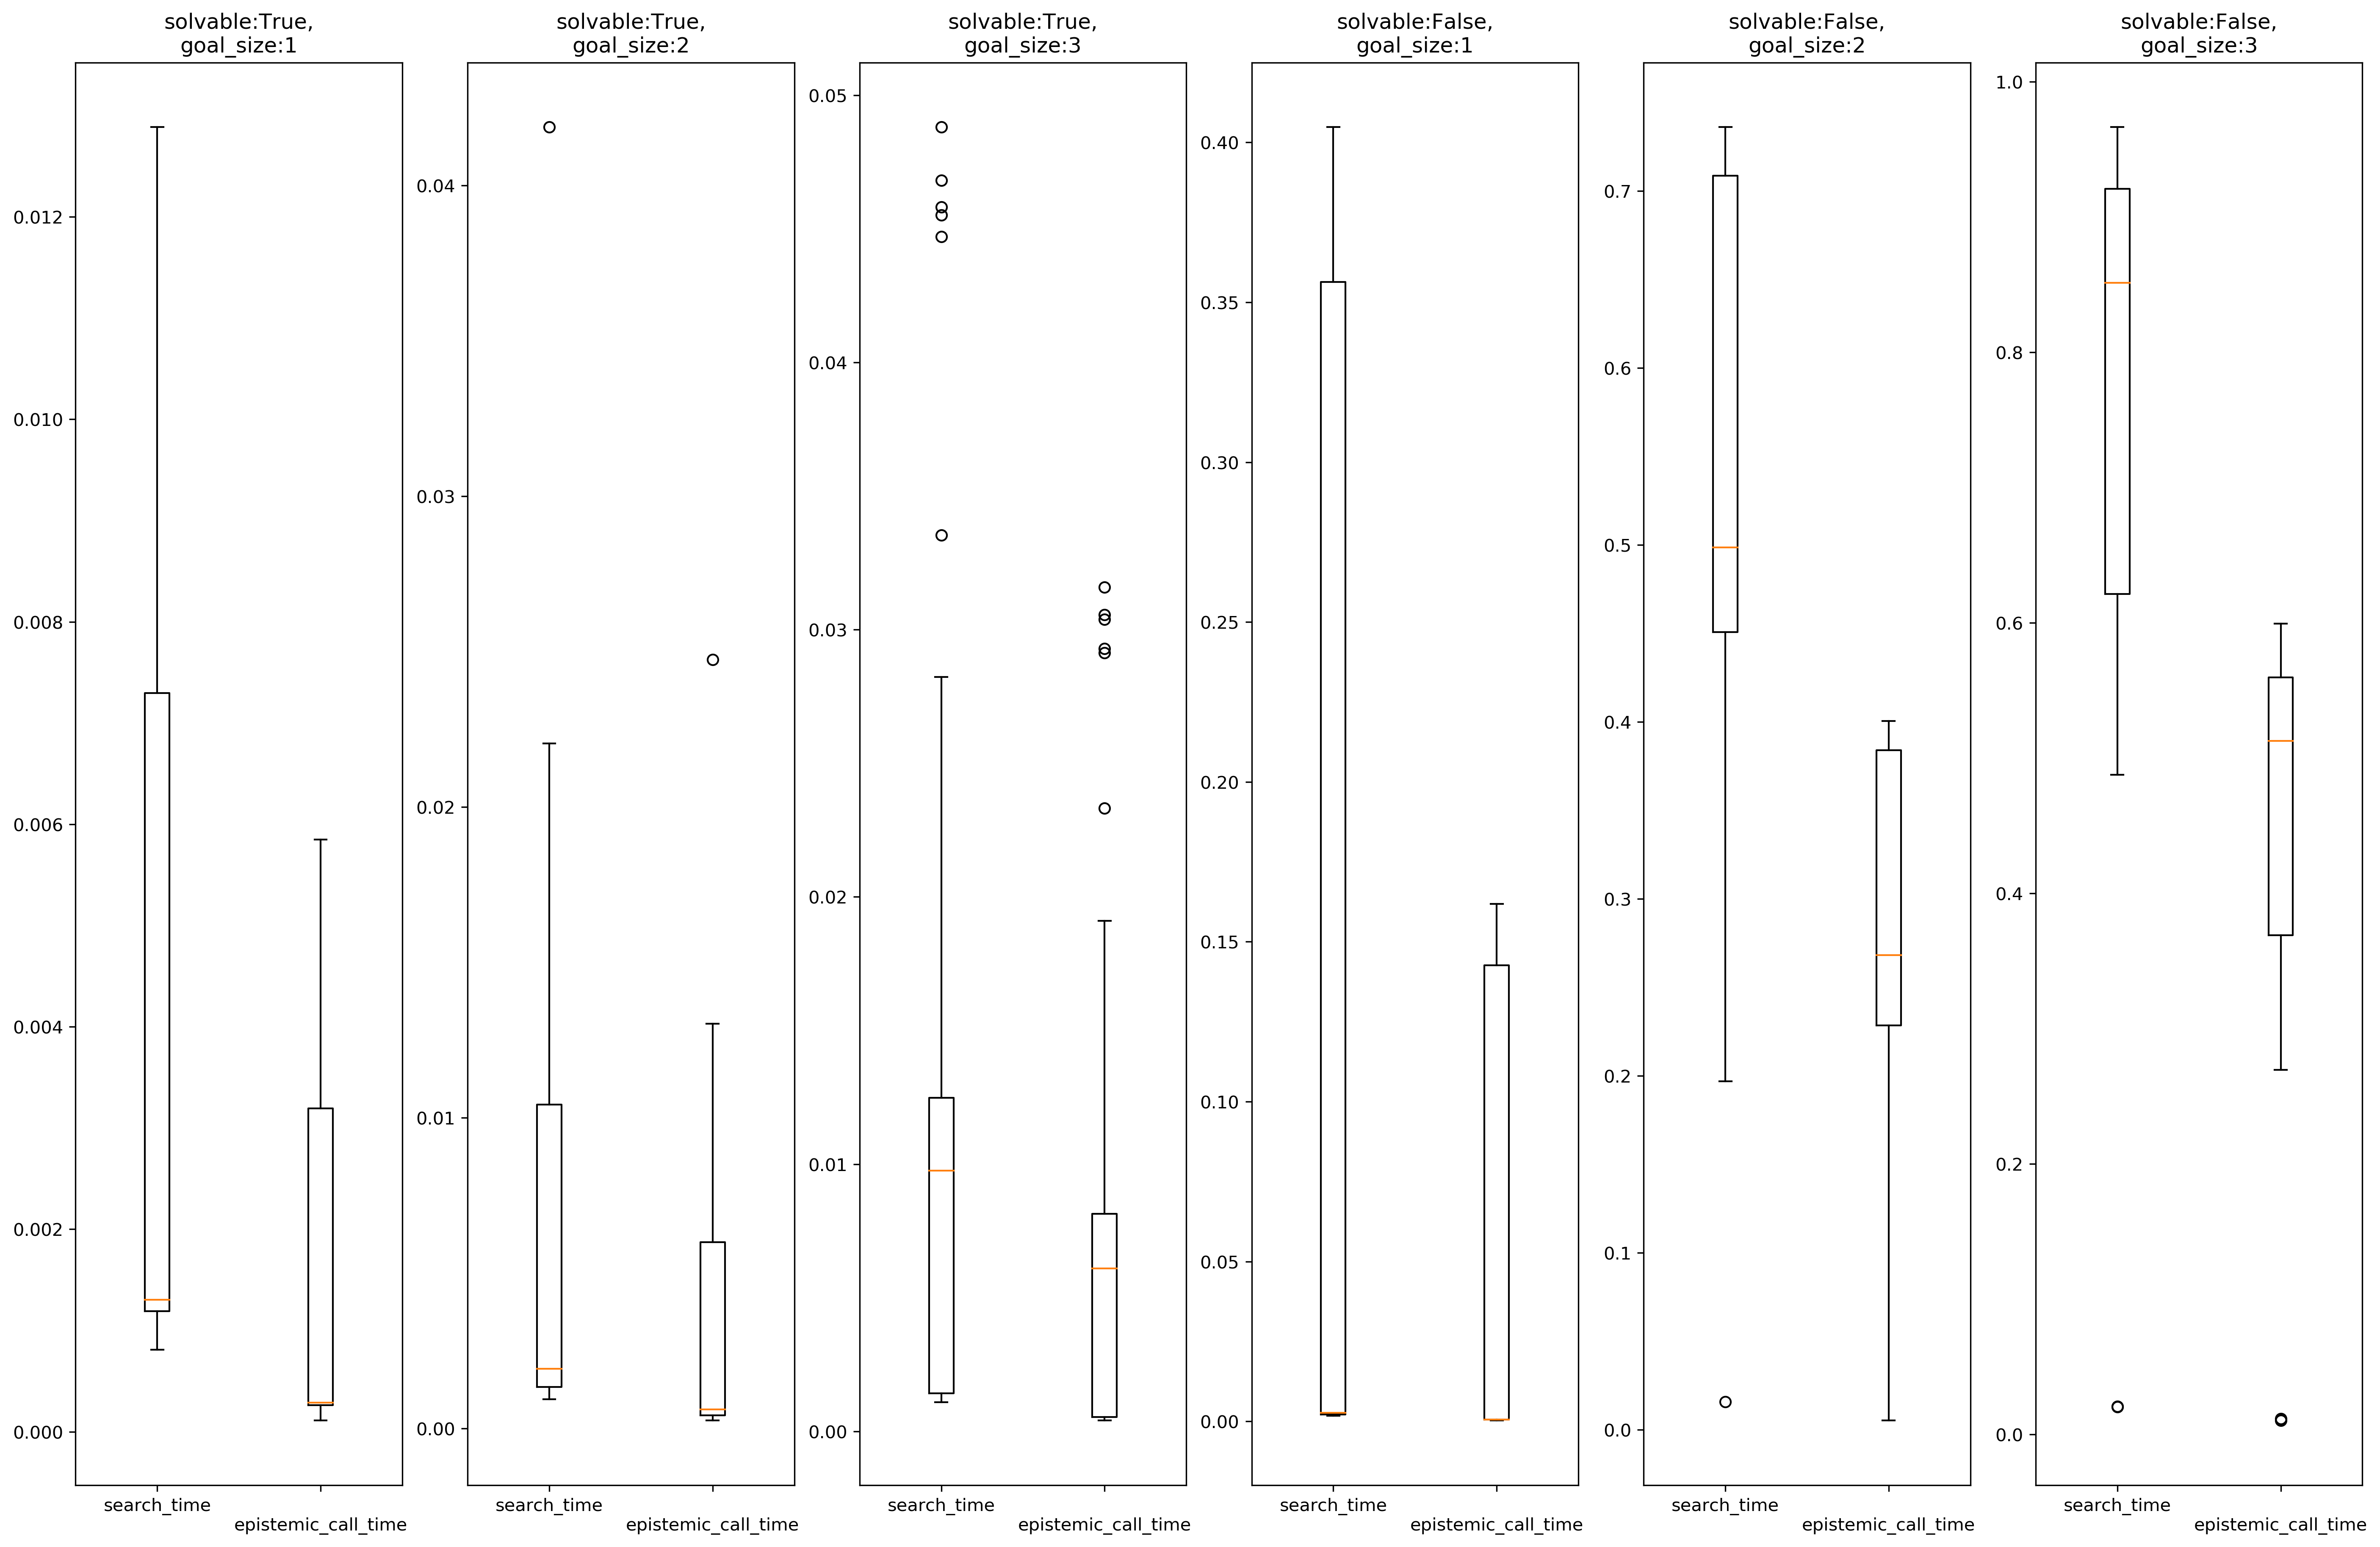 solvable:True,
goal_size:1
0.012
0.010
0.008
0.006
0.004
0.002
0.000
search_time
epistemic_call_time
solvable:True,
goal_size:2
0.04
0.03
0.02
0.01
0.00
search_time
epistemic_call_time
solvable:True,
goal_size:3
0.05
0.04
0.03
0.02
0.01
0.00
search_time
epistemic_call_time
solvable:False,
goal_size:1
0.40
0.35
0.30
0.25
0.20
0.15
0.10
0.05
0.00
search_time
epistemic_call_time
solvable:False,
goal_size:2
0.7
0.6
0.5
0.4
0.3
0.2
0.1
0.0
search_time
epistemic_call_time
solvable:False,
goal_size:3
1.0
0.8
0.6
0.4
0.2
0.0
search_time
epistemic_call_time